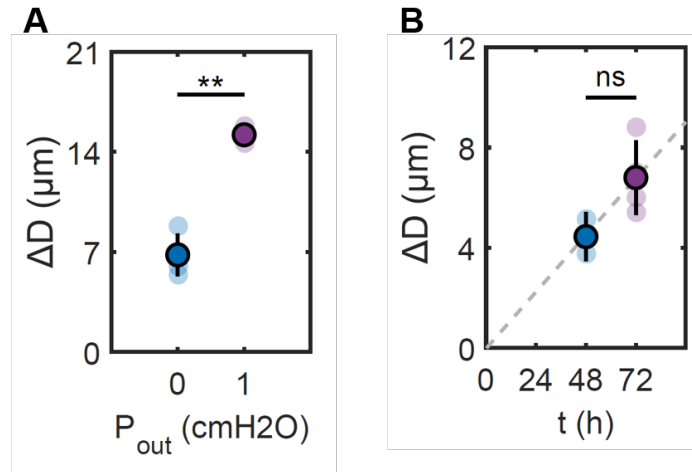 A
21
14
7
0
ΔD (μm)
**
0 1
P_out (cmH2O)
B
12
8
4
0
ΔD (μm)
ns
0 24 48 72
t (h)